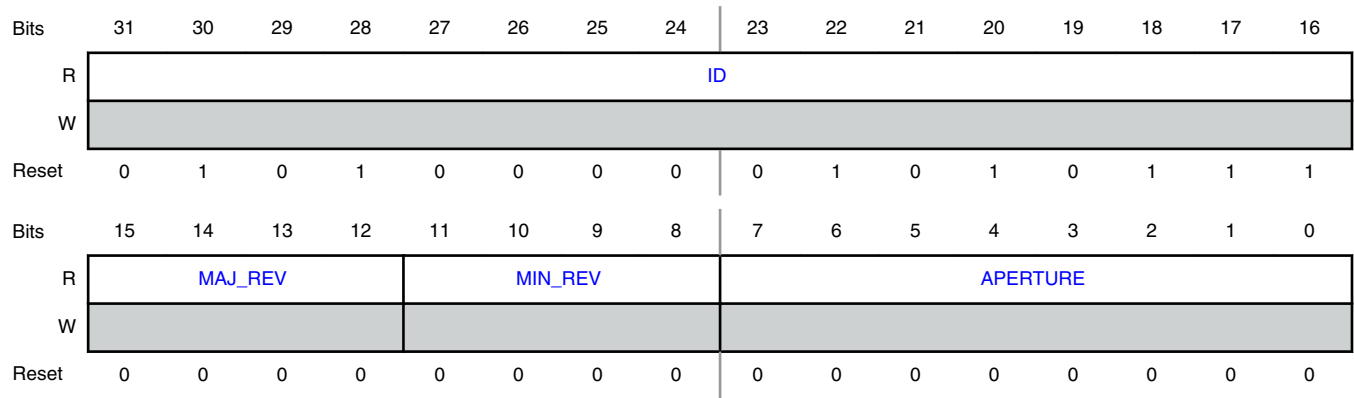 Bits 31 30 29 28 27 26 25 24 23 22 21 20 19 18 17 16
R ID
W
Reset 0 1 0 1 0 0 0 0 0 1 0 1 0 1 1 1
Bits 15 14 13 12 11 10 9 8 7 6 5 4 3 2 1 0
R MAJ_REV MIN_REV APERTURE
W
Reset 0 0 0 0 0 0 0 0 0 0 0 0 0 0 0 0